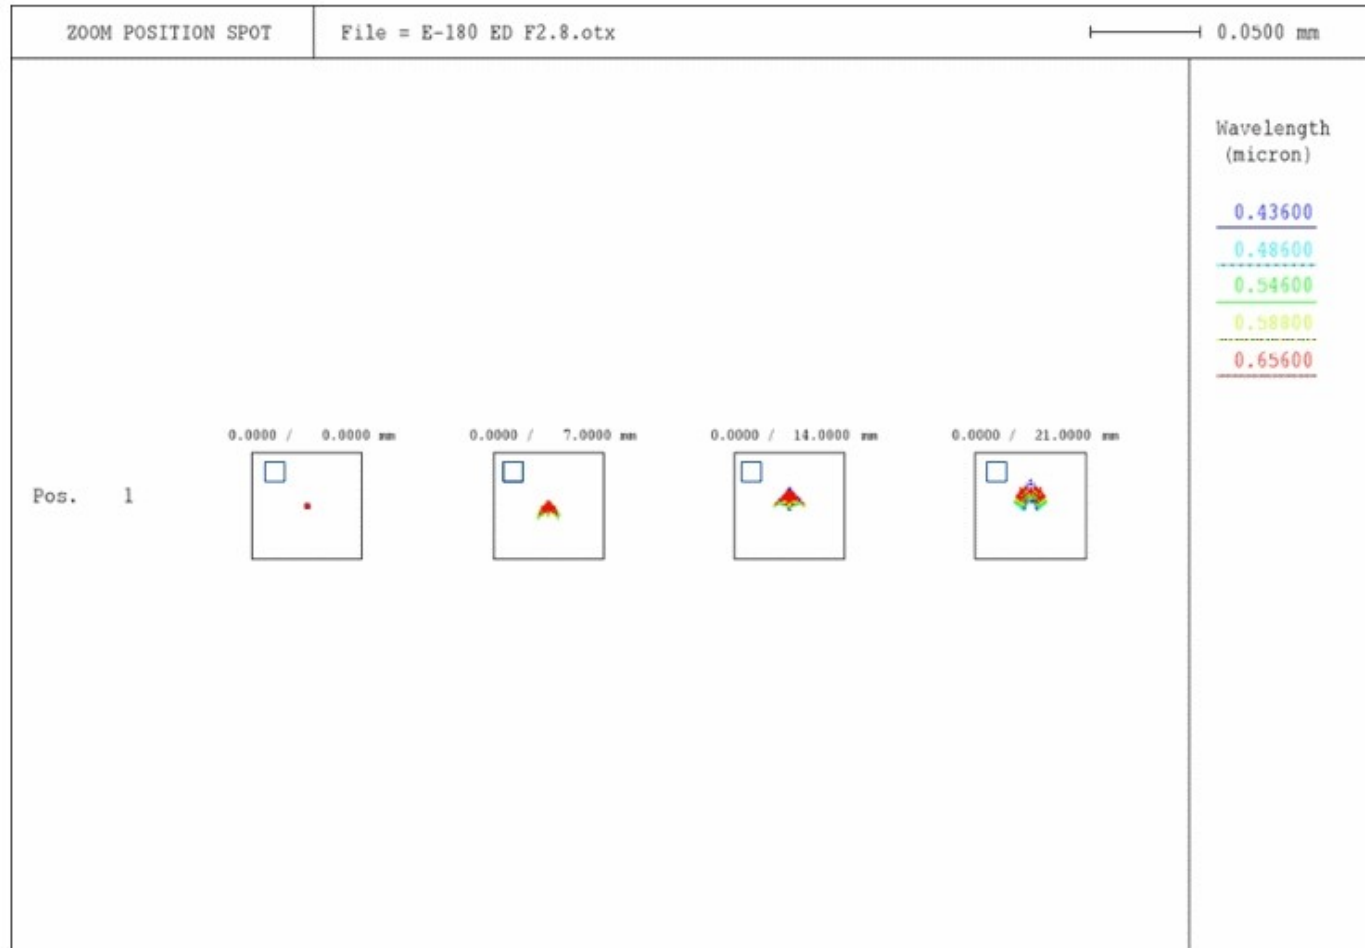 ZOOM POSITION SPOT
File = E-180 ED F2.8.otx
0.0500 mm
Wavelength
(micron)
0.43600
0.48600
0.54600
0.58800
0.65600
0.0000 / 0.0000 mm
0.0000 / 7.0000 mm
0.0000 / 14.0000 mm
0.0000 / 21.0000 mm
Pos. 1